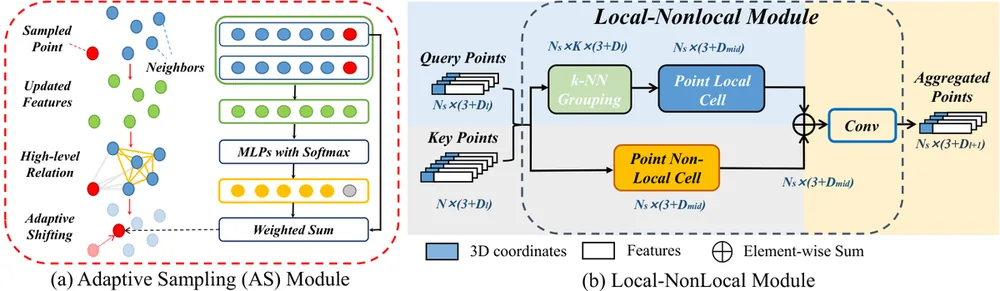 Sampled
Point
Neighbors
Updated
Features
High-level
Relation
Adaptive
Shifting
MLPs with Softmax
Weighted Sum
(a) Adaptive Sampling (AS) Module
Local-Nonlocal Module
Query Points
Ns×(3+Dl)
Key Points
N×(3+Dl)
Ns×K×(3+Dl)
k-NN
Grouping
Ns×(3+Dmid)
Point Local
Cell
Point Non-
Local Cell
Ns×(3+Dmid)
Ns×(3+Dmid)
Conv
Aggregated
Points
Ns×(3+Dl+1)
3D coordinates
Features
Element-wise Sum
(b) Local-NonLocal Module